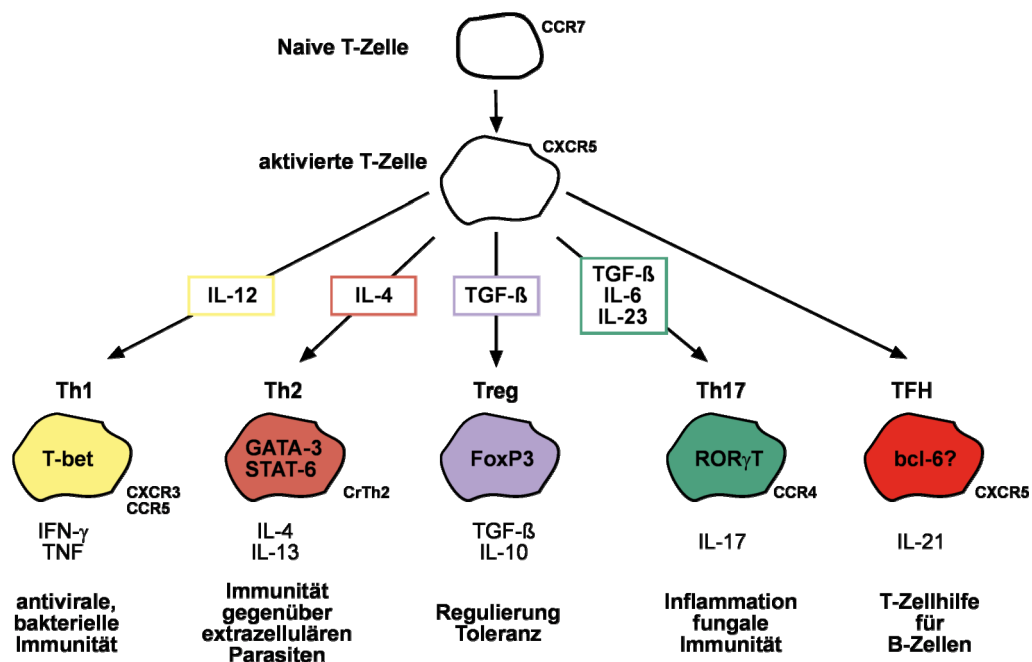 CCR7
Naive T-Zelle
CXCR5
aktivierte T-Zelle
IL-12
IL-4
TGF-ß
TGF-ß
IL-6
IL-23
Th1
Th2
Treg
Th17
TFH
T-bet
GATA-3
STAT-6
FoxP3
RORγT
bcl-6?
CXCR3
CCR5
CrTh2
CCR4
CXCR5
IFN-γ
TNF
IL-4
IL-13
TGF-ß
IL-10
IL-17
IL-21
antivirale,
bakterielle
Immunität
Immunität
gegenüber
extrazellulären
Parasiten
Regulierung
Toleranz
Inflammation
fungale
Immunität
T-Zellhilfe
für
B-Zellen